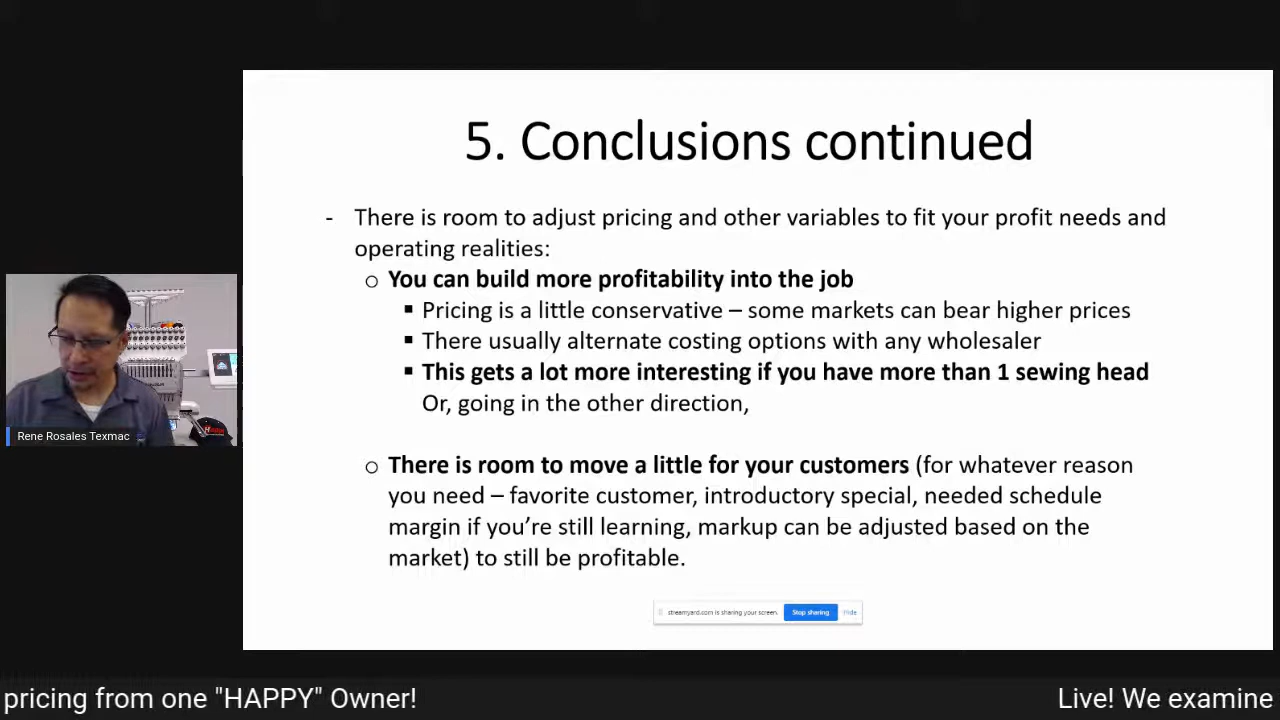 5. Conclusions continued
- There is room to adjust pricing and other variables to fit your profit needs and
operating realities:
o You can build more profitability into the job
▪ Pricing is a little conservative – some markets can bear higher prices
▪ There usually alternate costing options with any wholesaler
▪ This gets a lot more interesting if you have more than 1 sewing head
Or, going in the other direction,
o There is room to move a little for your customers (for whatever reason
you need – favorite customer, introductory special, needed schedule
margin if you're still learning, markup can be adjusted based on the
market) to still be profitable.
streamyard.com is sharing your screen.
Stop sharing
Hide
Rene Rosales Texmac
pricing from one "HAPPY" Owner!
Live! We examine